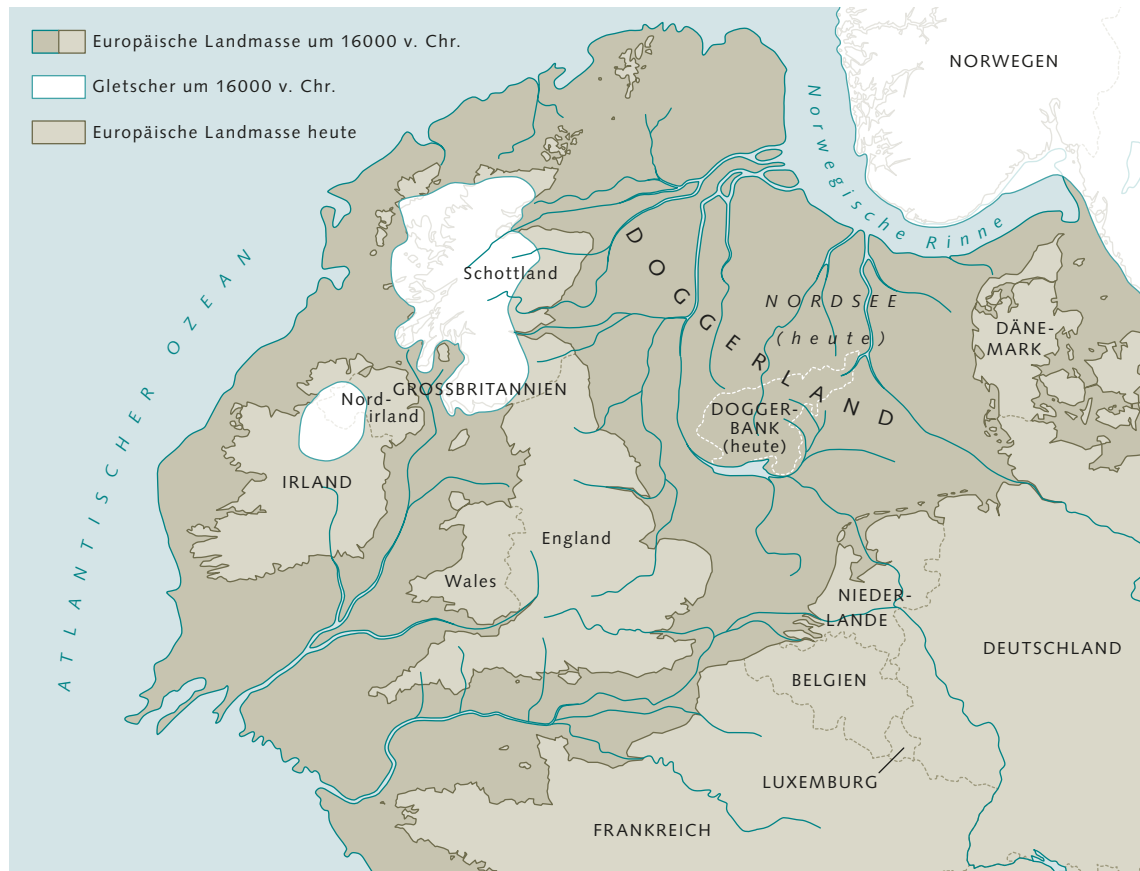 Europäische Landmasse um 16000 v. Chr.
Gletscher um 16000 v. Chr.
Europäische Landmasse heute
NORWEGEN
Norwegische Rinne
ATLANTISCHER OZEAN
Schottland
DOGGERLAND
NORDSEE
(heute)
DÄNE-
MARK
GROSSBRITANNIEN
Nord-
irland
DOGGER-
BANK
(heute)
IRLAND
England
Wales
NIEDER-
LANDE
DEUTSCHLAND
BELGIEN
LUXEMBURG
FRANKREICH